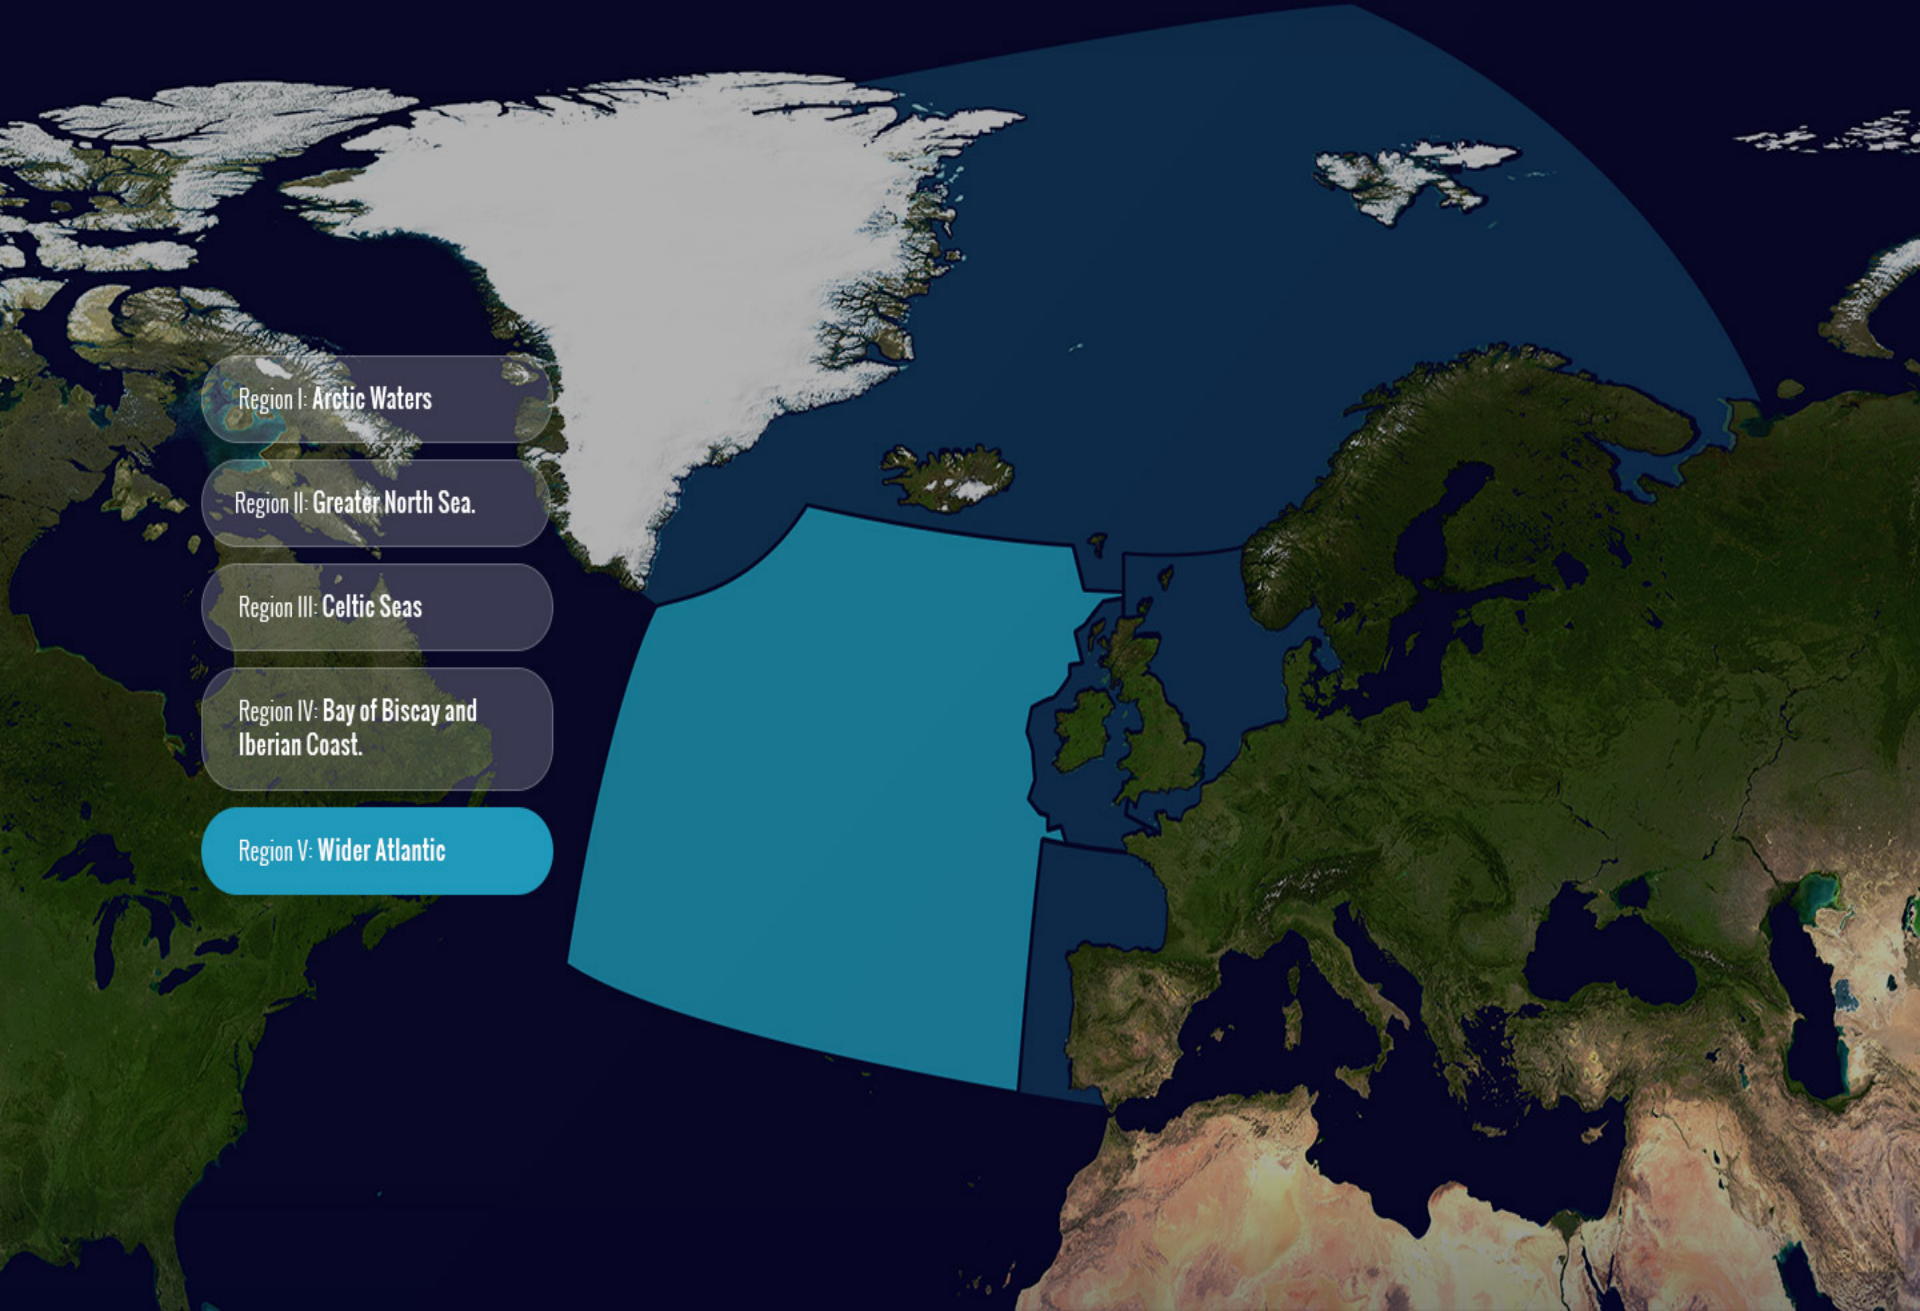 Region I: Arctic Waters
Region II: Greater North Sea.
Region III: Celtic Seas
Region IV: Bay of Biscay and
Iberian Coast.
Region V: Wider Atlantic